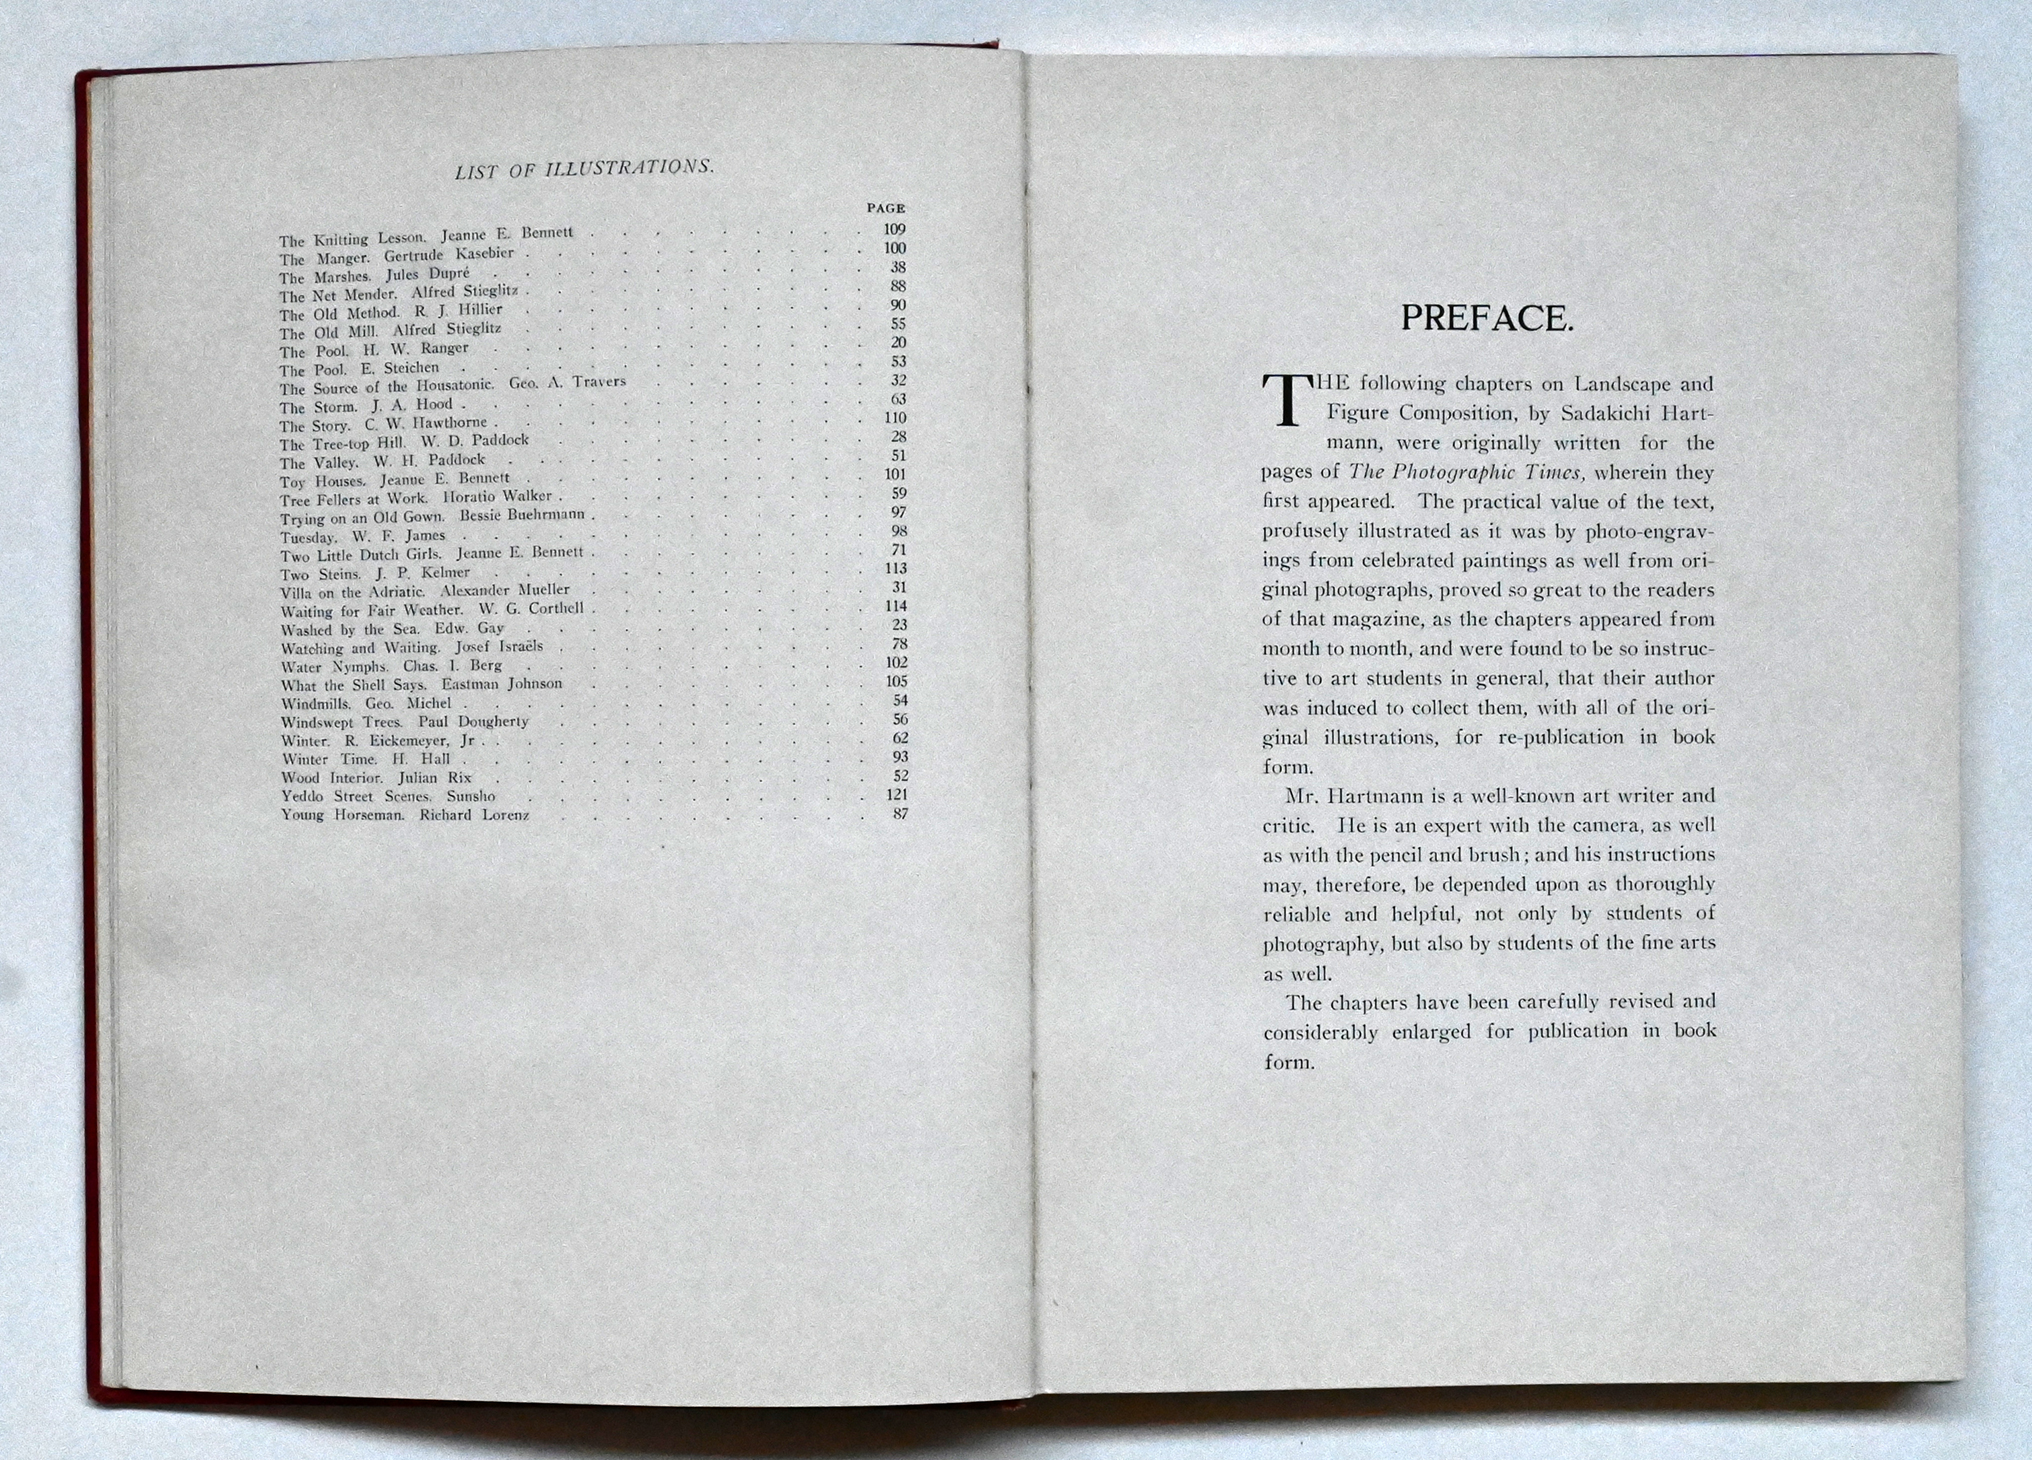 LIST OF ILLUSTRATIONS.
PAGE
The Knitting Lesson. Jeanne E. Bennett . . . . . . . . . 109
The Manger. Gertrude Kasebier . . . . . . . . . . . 100
The Marshes. Jules Dupré . . . . . . . . . . . . 38
The Net Mender. Alfred Stieglitz . . . . . . . . . . . 88
The Old Method. R. J. Hillier . . . . . . . . . . . 90
The Old Mill. Alfred Stieglitz . . . . . . . . . . . 55
The Pool. H. W. Ranger . . . . . . . . . . . . 20
The Pool. E. Steichen . . . . . . . . . . . . . 53
The Source of the Housatonic. Geo. A. Travers . . . . . . . 32
The Storm. J. A. Hood . . . . . . . . . . . . . 63
The Story. C. W. Hawthorne . . . . . . . . . . . . 110
The Tree-top Hill. W. D. Paddock . . . . . . . . . . 28
The Valley. W. H. Paddock . . . . . . . . . . . . 51
Toy Houses. Jeanne E. Bennett . . . . . . . . . . . 101
Tree Fellers at Work. Horatio Walker . . . . . . . . . . 59
Trying on an Old Gown. Bessie Buehrmann . . . . . . . . . 97
Tuesday. W. F. James . . . . . . . . . . . . . 98
Two Little Dutch Girls. Jeanne E. Bennett . . . . . . . . . 71
Two Steins. J. P. Kelmer . . . . . . . . . . . . 113
Villa on the Adriatic. Alexander Mueller . . . . . . . . . 31
Waiting for Fair Weather. W. G. Corthell . . . . . . . . . 114
Washed by the Sea. Edw. Gay . . . . . . . . . . . 23
Watching and Waiting. Josef Israëls . . . . . . . . . . 78
Water Nymphs. Chas. I. Berg . . . . . . . . . . . 102
What the Shell Says. Eastman Johnson . . . . . . . . . 105
Windmills. Geo. Michel . . . . . . . . . . . . . 54
Windswept Trees. Paul Dougherty . . . . . . . . . . 56
Winter. R. Eickemeyer, Jr . . . . . . . . . . . . . 62
Winter Time. H. Hall . . . . . . . . . . . . . 93
Wood Interior. Julian Rix . . . . . . . . . . . . 52
Yeddo Street Scenes. Sunsho . . . . . . . . . . . 121
Young Horseman. Richard Lorenz . . . . . . . . . . 87
PREFACE.
THE following chapters on Landscape and
Figure Composition, by Sadakichi Hart-
mann, were originally written for the
pages of The Photographic Times, wherein they
first appeared. The practical value of the text,
profusely illustrated as it was by photo-engrav-
ings from celebrated paintings as well from ori-
ginal photographs, proved so great to the readers
of that magazine, as the chapters appeared from
month to month, and were found to be so instruc-
tive to art students in general, that their author
was induced to collect them, with all of the ori-
ginal illustrations, for re-publication in book
form.
Mr. Hartmann is a well-known art writer and
critic. He is an expert with the camera, as well
as with the pencil and brush; and his instructions
may, therefore, be depended upon as thoroughly
reliable and helpful, not only by students of
photography, but also by students of the fine arts
as well.
The chapters have been carefully revised and
considerably enlarged for publication in book
form.